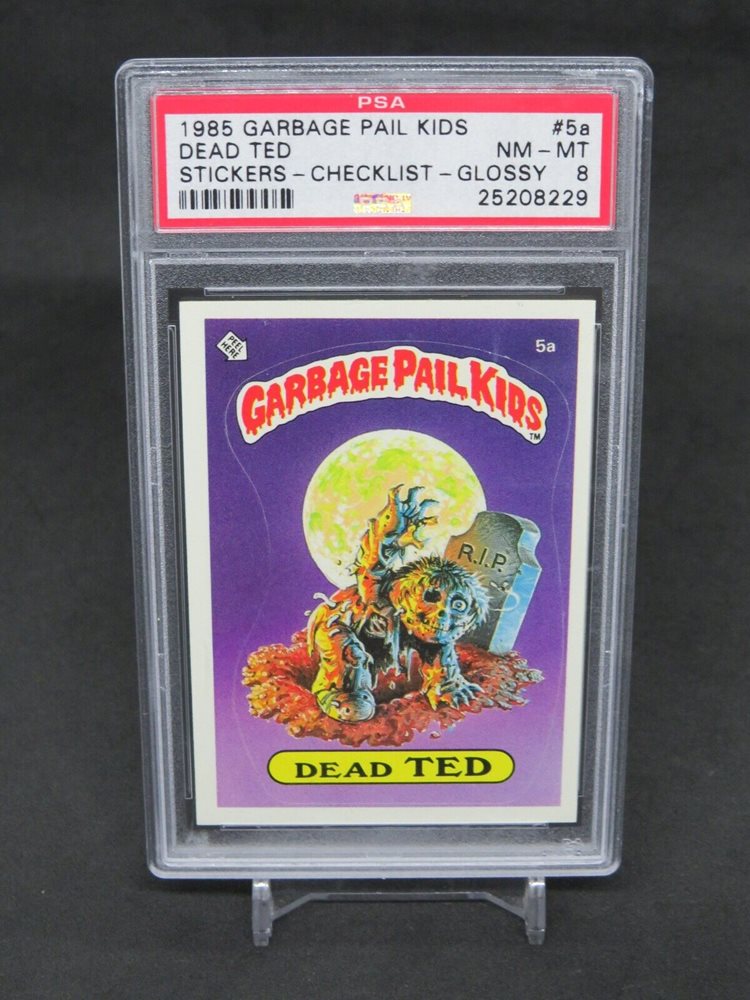 PSA
1985 GARBAGE PAIL KIDS #5a
DEAD TED NM - MT
STICKERS - CHECKLIST - GLOSSY 8
25208229
PEEL
HERE
5a
GARBAGE PAIL KIDS
TM
R.I.P.
DEAD TED